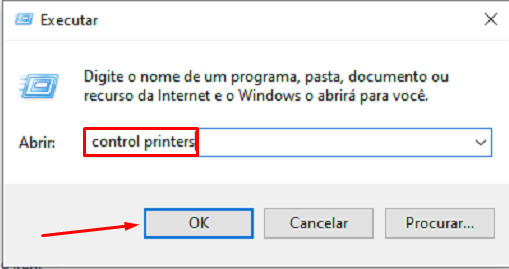 Executar
Digite o nome de um programa, pasta, documento ou
recurso da Internet e o Windows o abrirá para você.
Abrir: control printers
OK Cancelar Procurar...